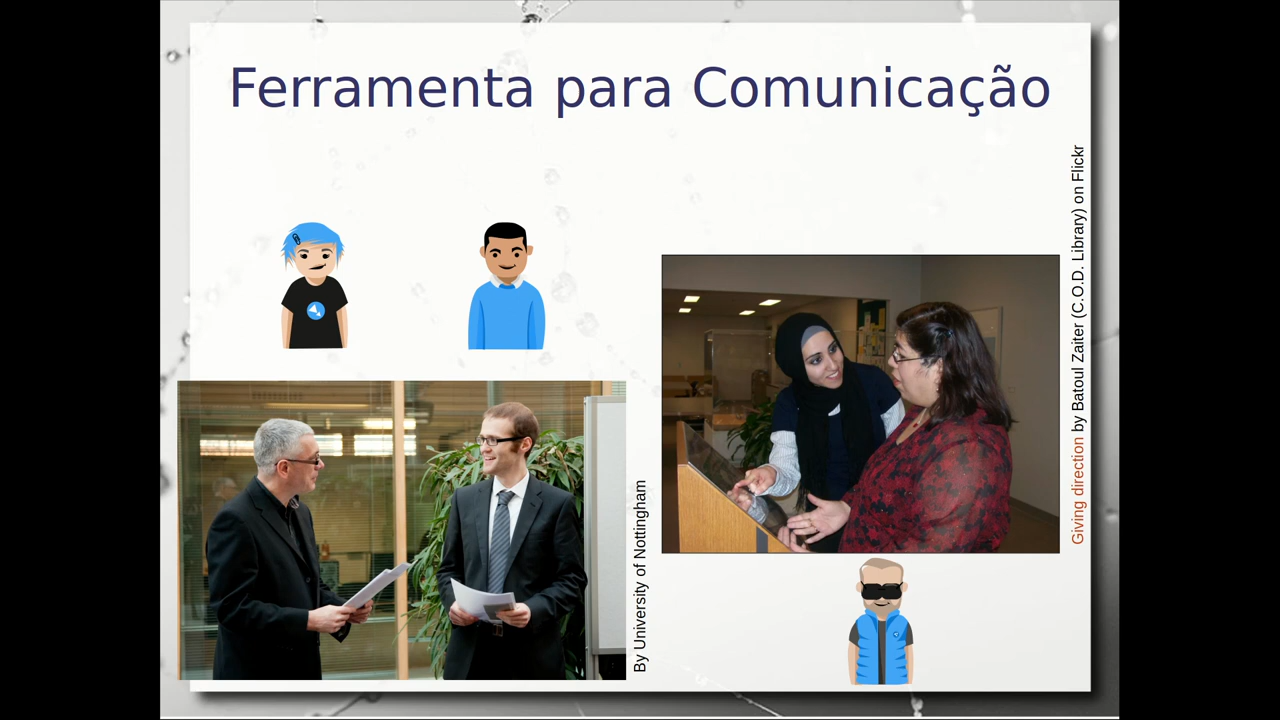 Ferramenta para Comunicação
Giving direction by Batoul Zaiter (C.O.D. Library) on Flickr
By University of Nottingham